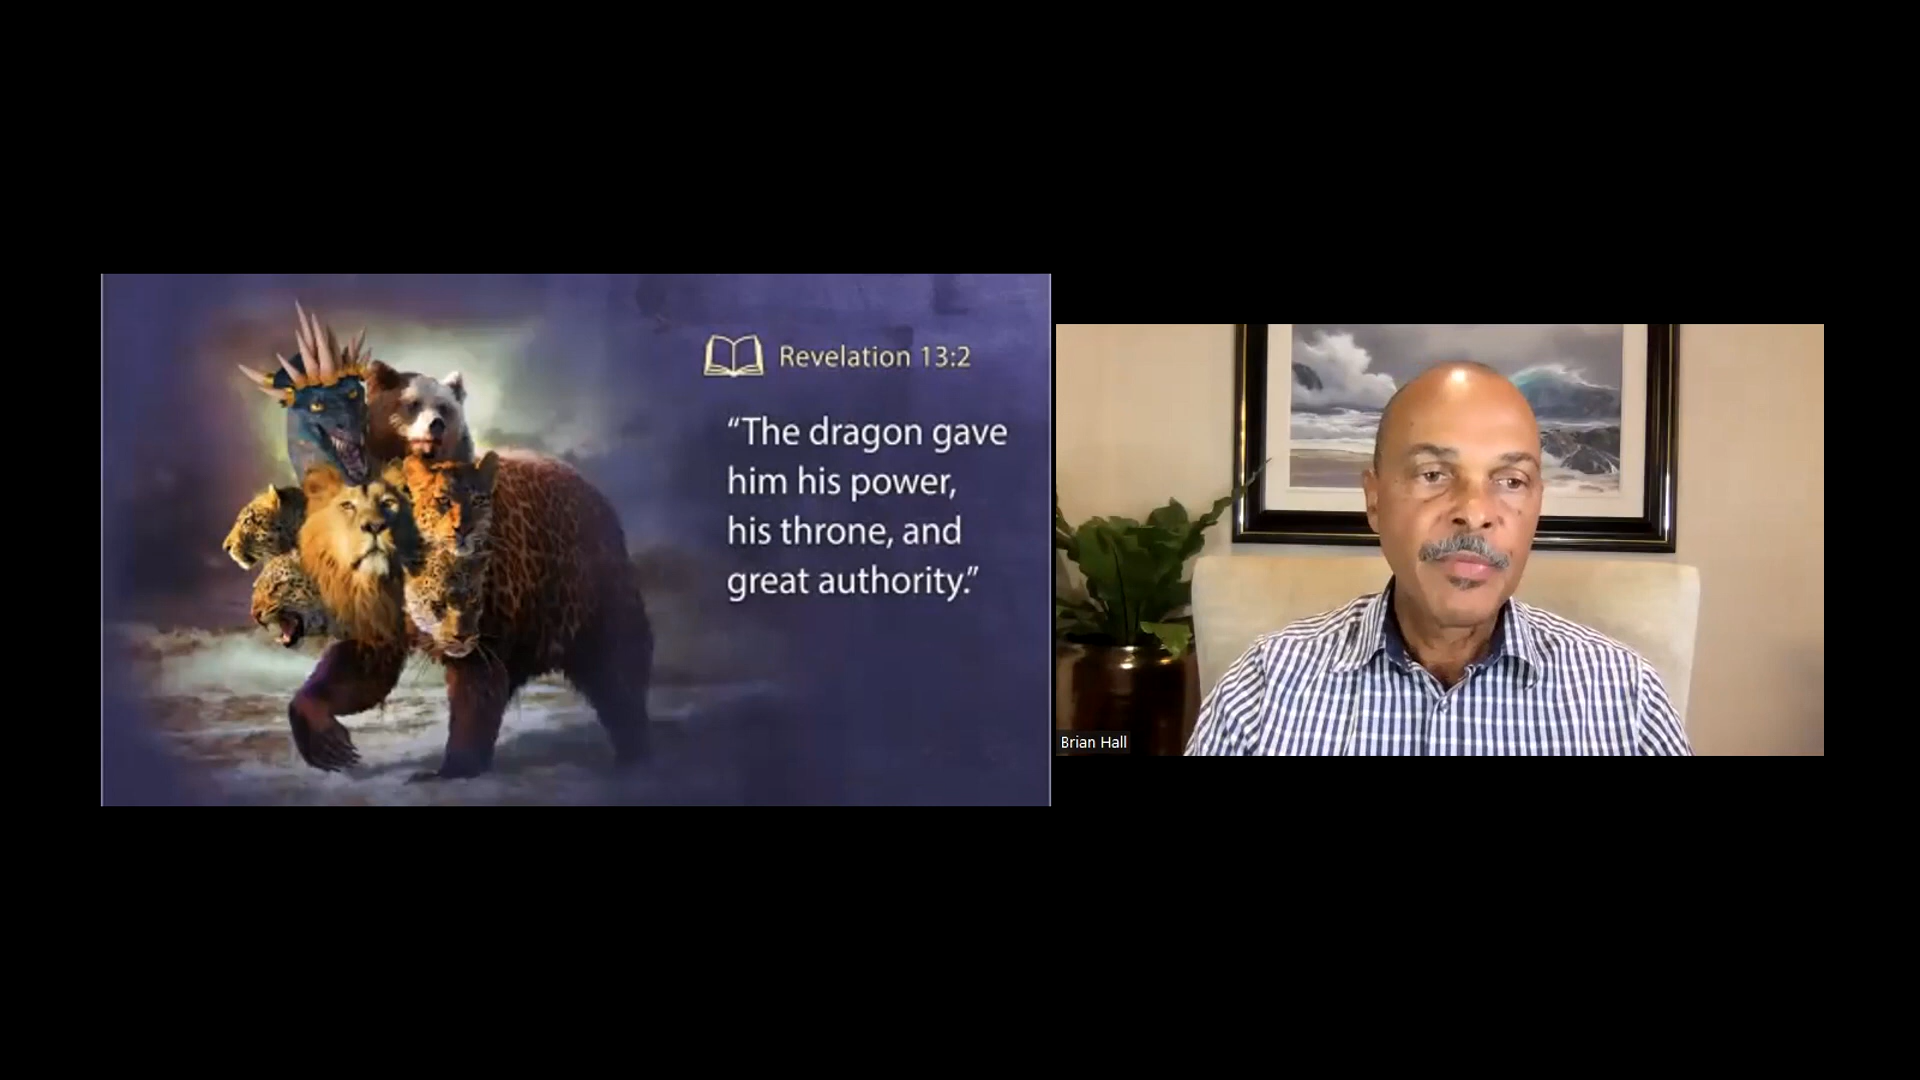 Revelation 13:2
“The dragon gave
him his power,
his throne, and
great authority.”
Brian Hall